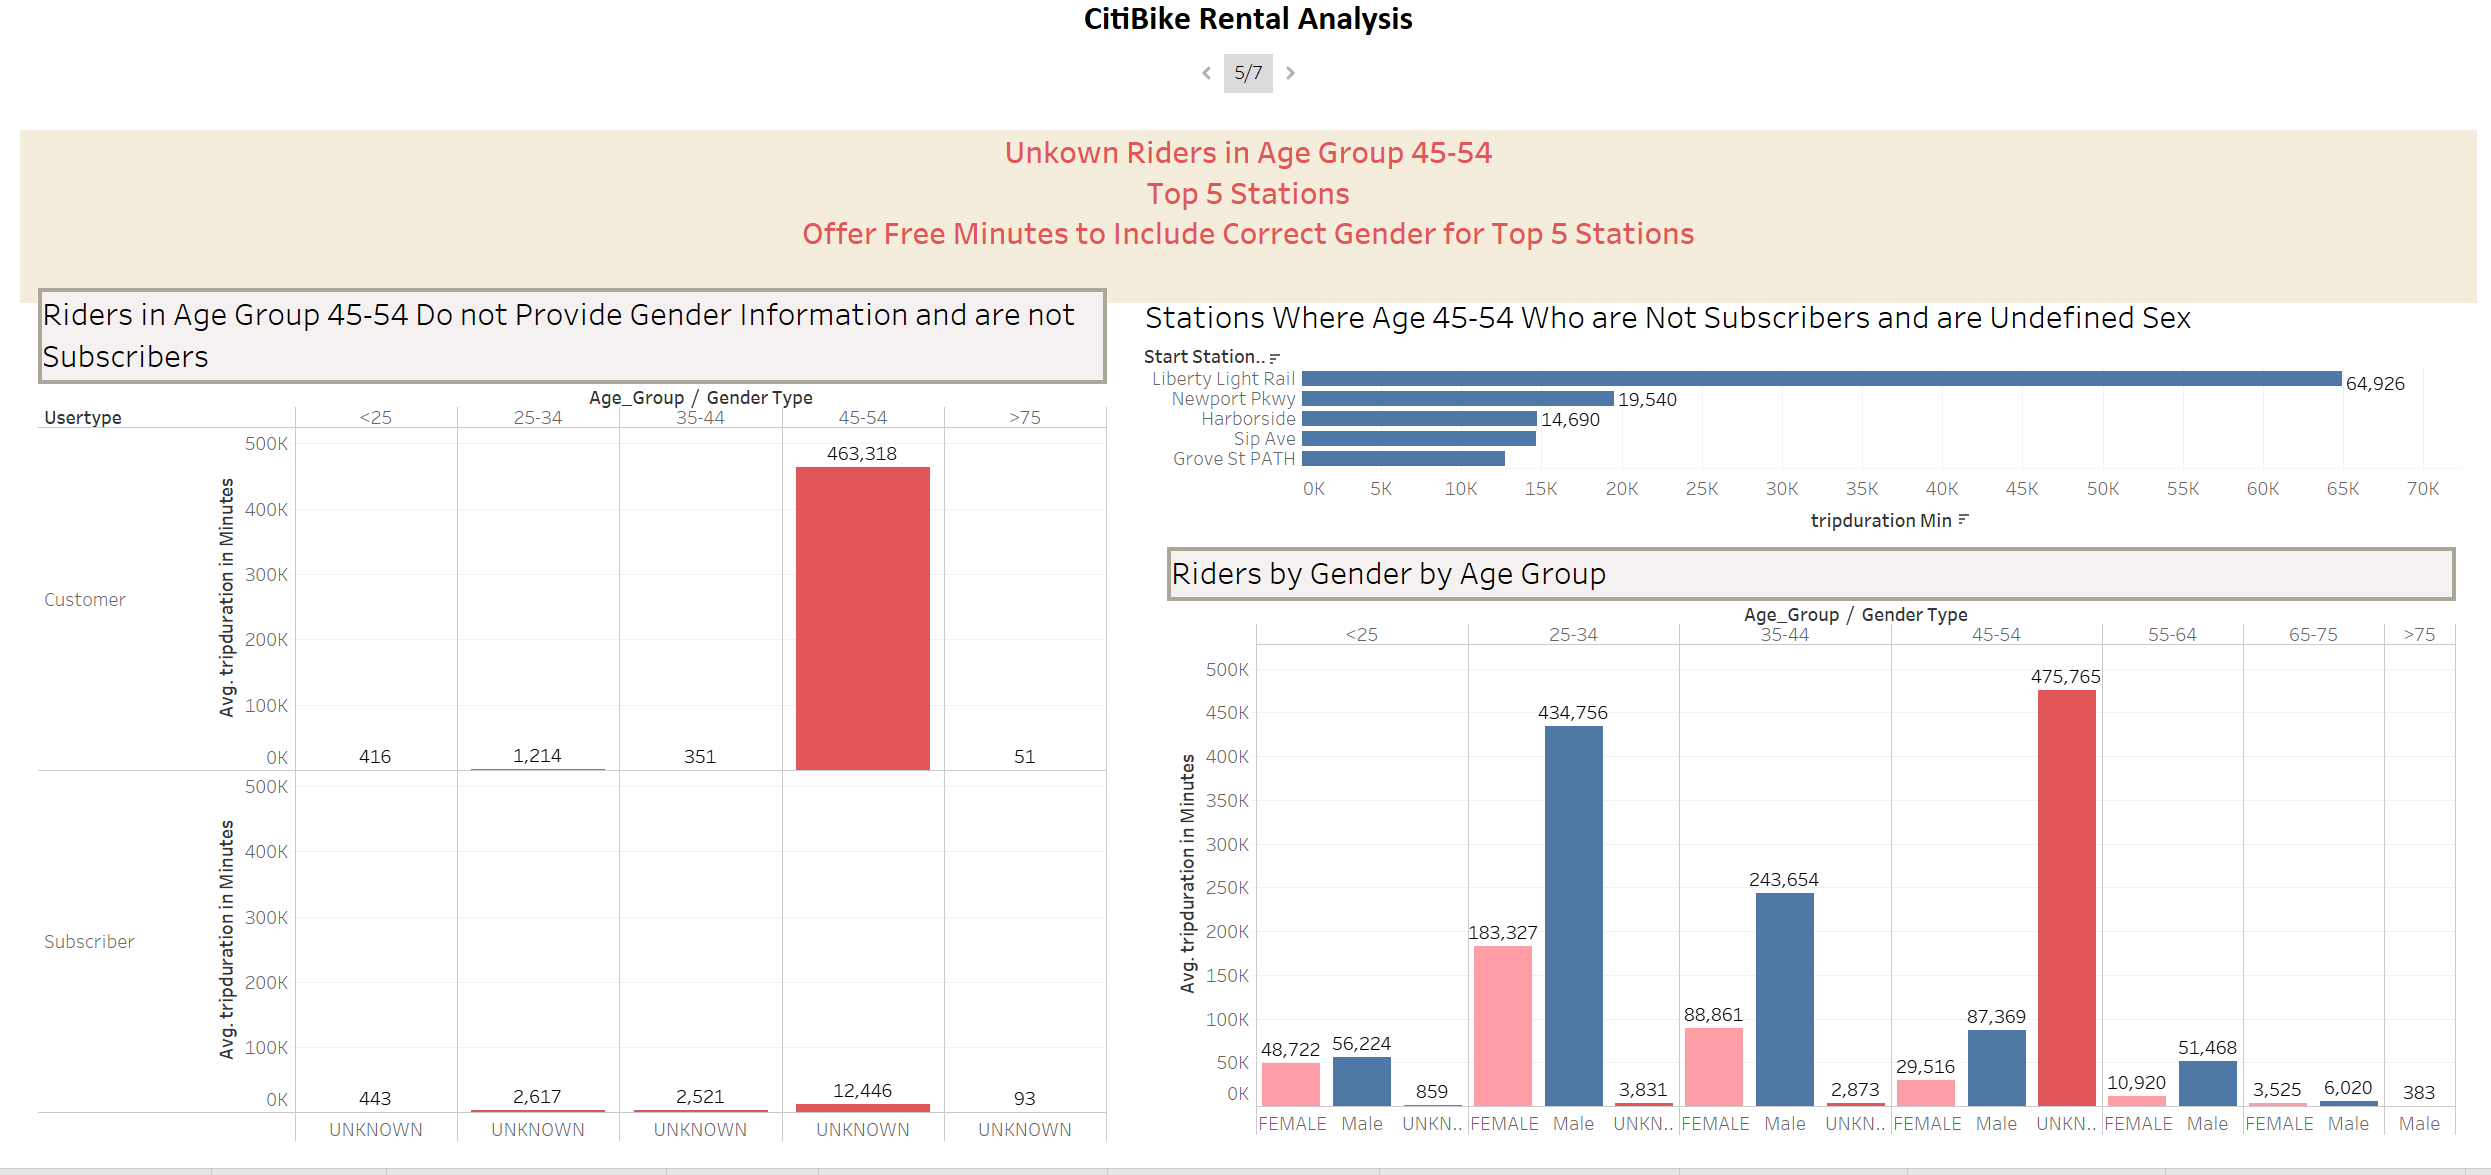 CitiBike Rental Analysis
5/7
Unkown Riders in Age Group 45-54
Top 5 Stations
Offer Free Minutes to Include Correct Gender for Top 5 Stations
Riders in Age Group 45-54 Do not Provide Gender Information and are not
Subscribers
Age_Group / Gender Type
Usertype <25 25-34 35-44 45-54 >75
Customer
Avg. tripduration in Minutes
500K
400K
300K
200K
100K
0K
416 1,214 351 463,318 51
Subscriber
Avg. tripduration in Minutes
500K
400K
300K
200K
100K
0K
443 2,617 2,521 12,446 93
UNKNOWN UNKNOWN UNKNOWN UNKNOWN UNKNOWN
Stations Where Age 45-54 Who are Not Subscribers and are Undefined Sex
Start Station..
Liberty Light Rail 64,926
Newport Pkwy 19,540
Harborside 14,690
Sip Ave
Grove St PATH
0K 5K 10K 15K 20K 25K 30K 35K 40K 45K 50K 55K 60K 65K 70K
tripduration Min
Riders by Gender by Age Group
Age_Group / Gender Type
<25 25-34 35-44 45-54 55-64 65-75 >75
Avg. tripduration in Minutes
500K
450K
400K
350K
300K
250K
200K
150K
100K
50K
0K
48,722 56,224 859 183,327 434,756 3,831 88,861 243,654 2,873 29,516 87,369 475,765 10,920 51,468 3,525 6,020 383
FEMALE Male UNKN.. FEMALE Male UNKN.. FEMALE Male UNKN.. FEMALE Male UNKN.. FEMALE Male FEMALE Male Male